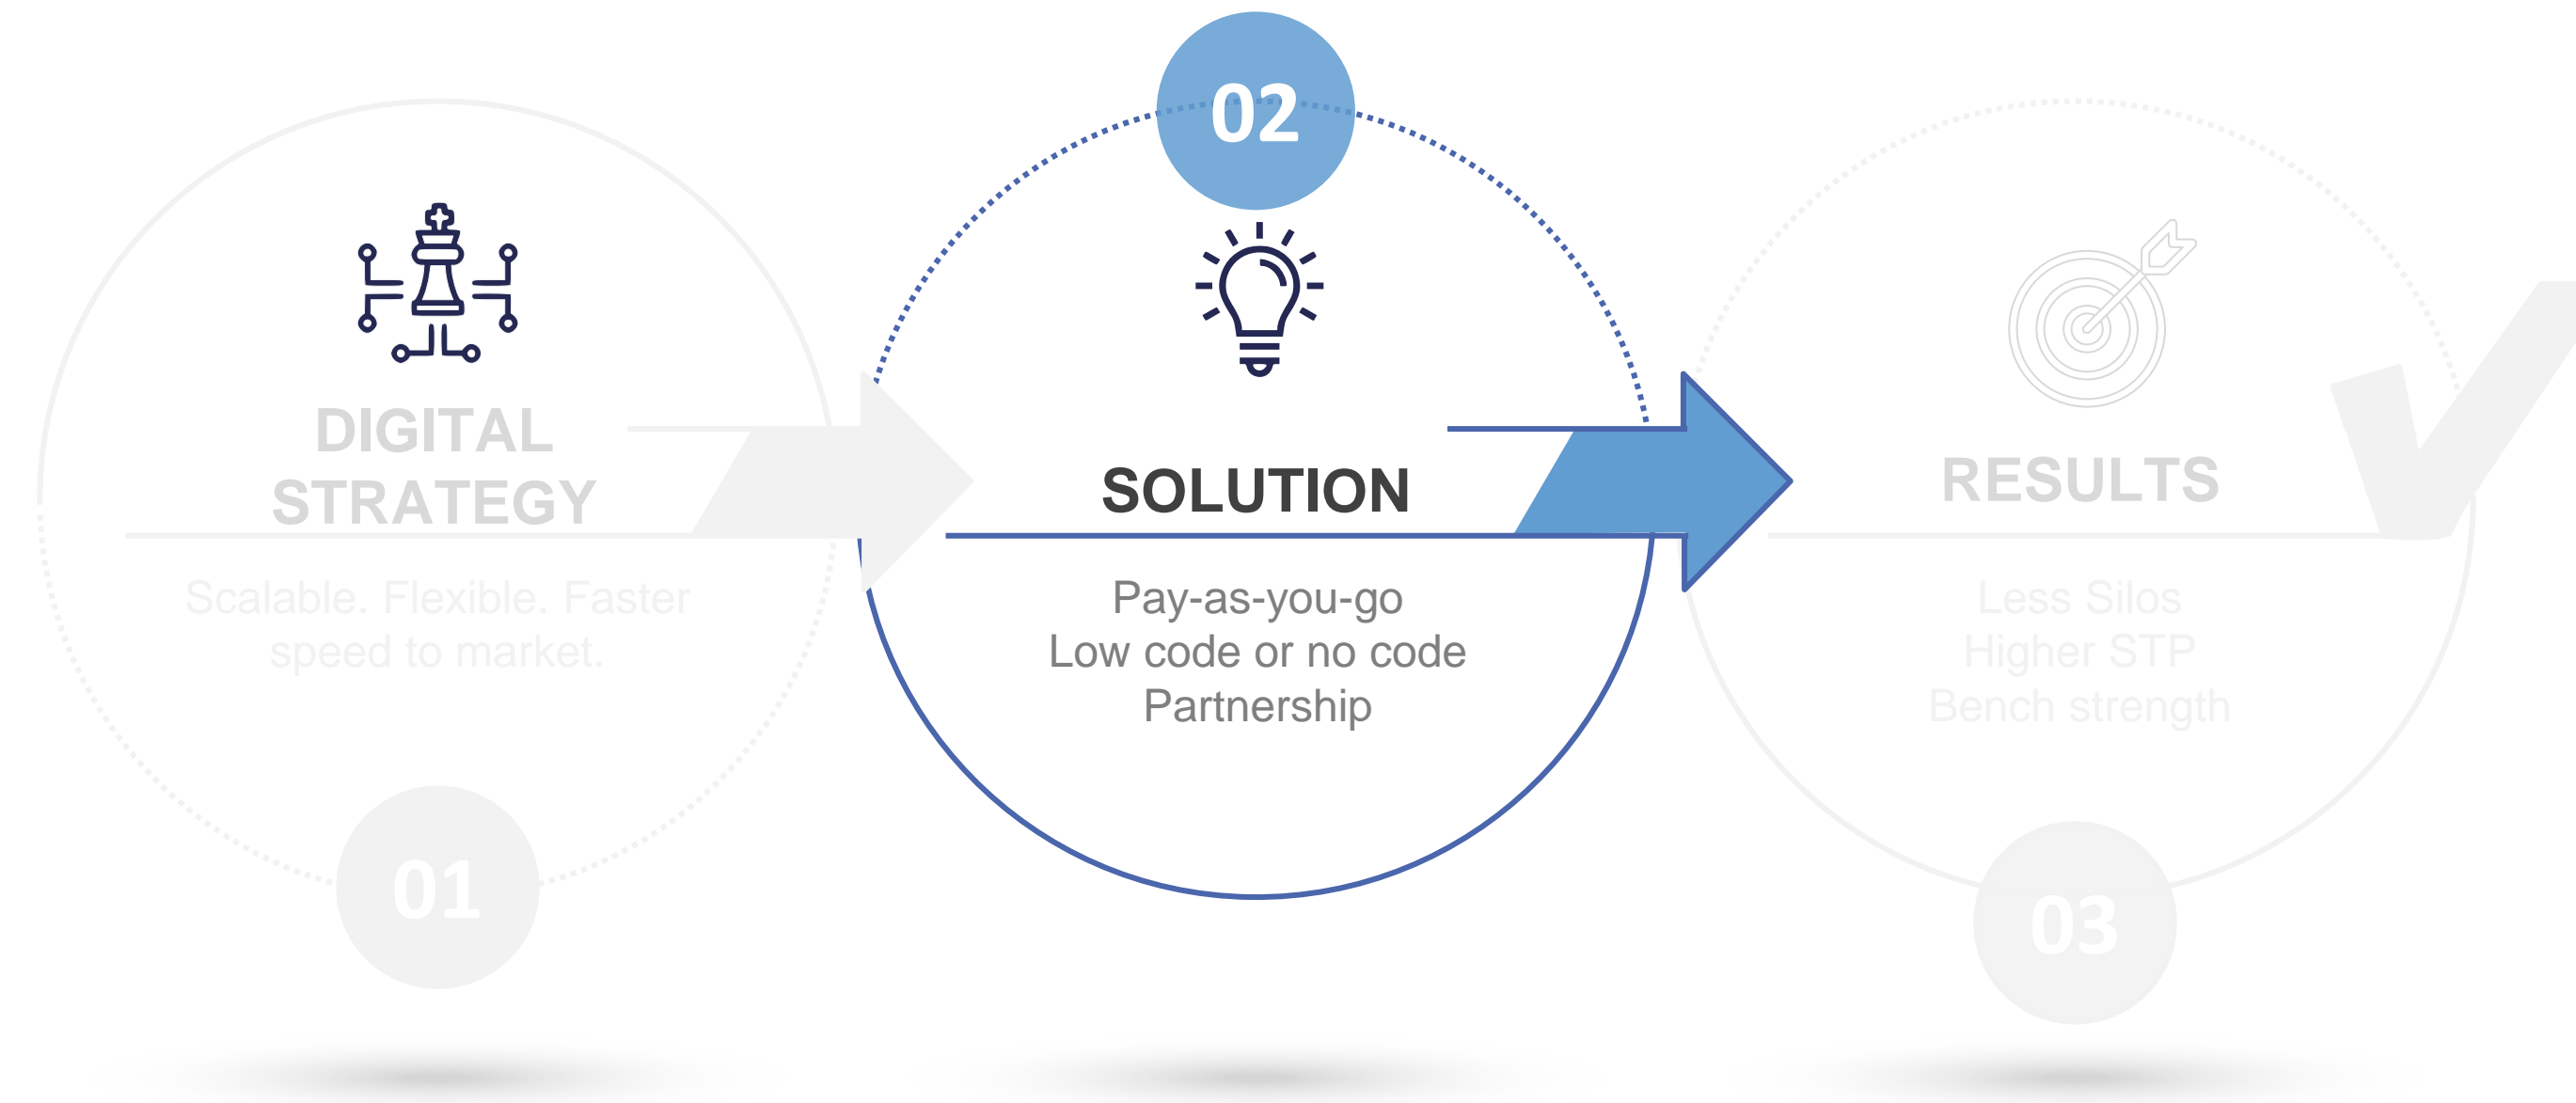 DIGITAL
STRATEGY
Scalable. Flexible. Faster
speed to market.
01
02
SOLUTION
Pay-as-you-go
Low code or no code
Partnership
RESULTS
Less Silos
Higher STP
Bench strength
03